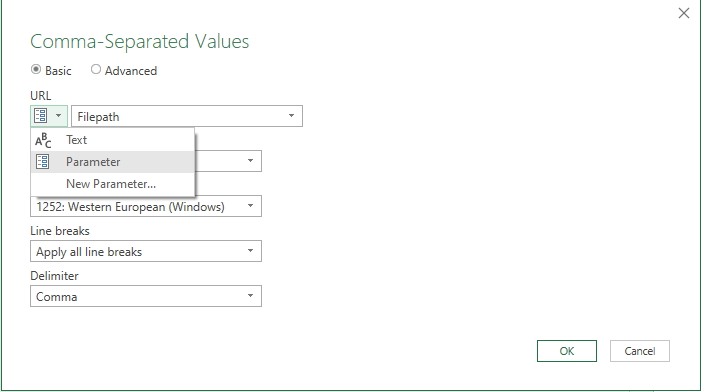 Comma-Separated Values
Basic Advanced
URL
Filepath
ABC Text
Parameter
New Parameter...
1252: Western European (Windows)
Line breaks
Apply all line breaks
Delimiter
Comma
OK Cancel